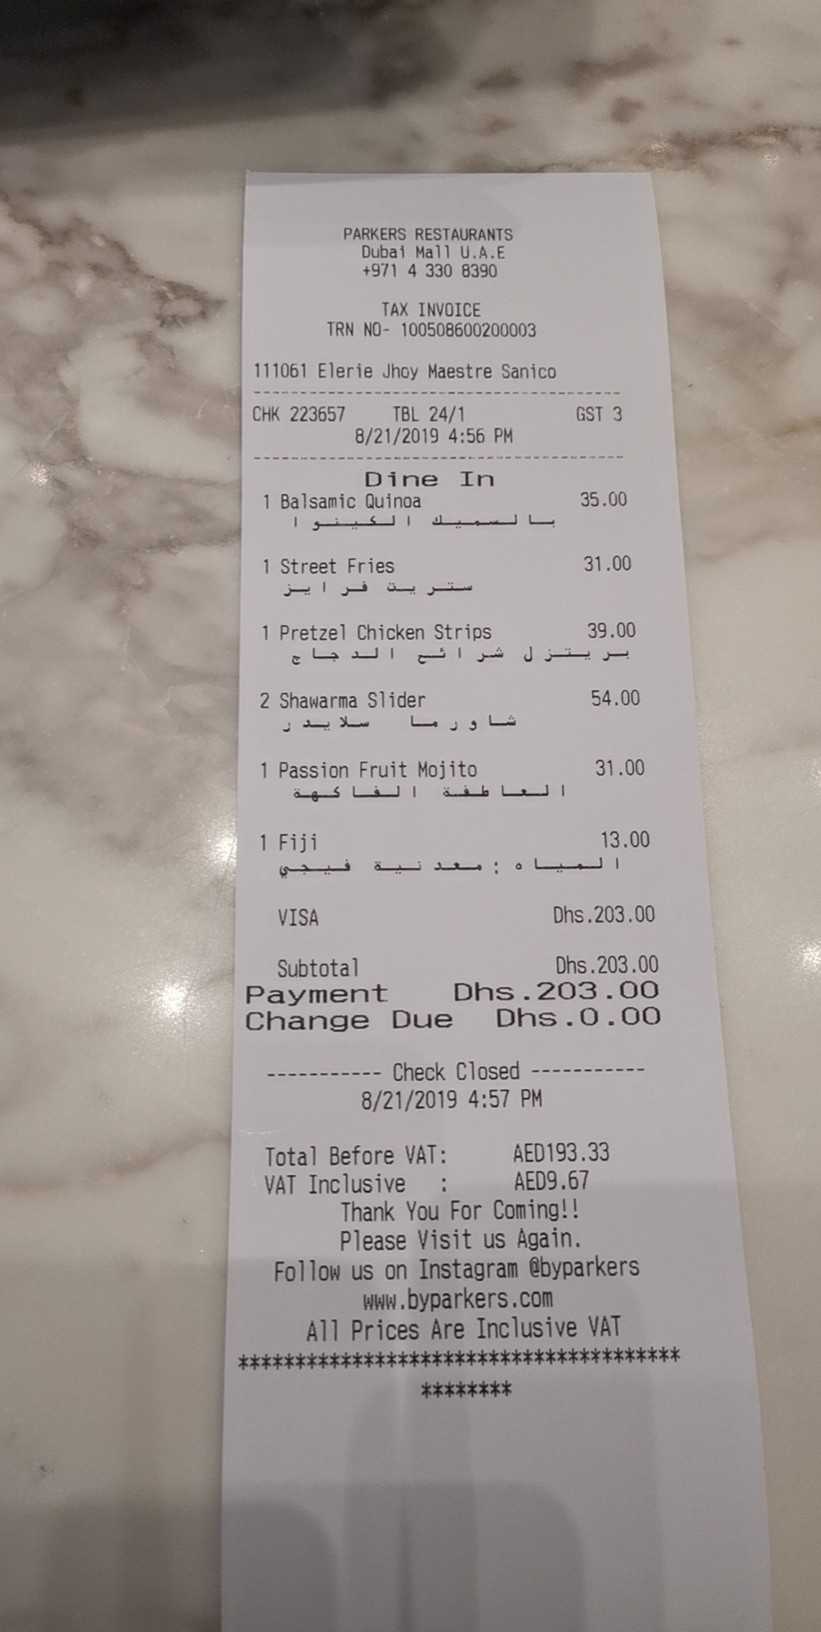 PARKERS RESTAURANTS
Dubai Mall U.A.E
+971 4 330 8390
TAX INVOICE
TRN NO- 100508600200003
111061 Elerie Jhoy Maestre Sanico
-------------------------------------
CHK 223657 TBL 24/1 GST 3
8/21/2019 4:56 PM
-------------------------------------
Dine In
1 Balsamic Quinoa 35.00
بالسميك الكينوا
1 Street Fries 31.00
ستريت فرايز
1 Pretzel Chicken Strips 39.00
بريتزل شرائح الدجاج
2 Shawarma Slider 54.00
شاورما سلايدر
1 Passion Fruit Mojito 31.00
العاطفة الفاكهة
1 Fiji 13.00
المياه :معدنية فيجي
VISA Dhs.203.00
Subtotal Dhs.203.00
Payment Dhs.203.00
Change Due Dhs.0.00
----------- Check Closed -----------
8/21/2019 4:57 PM
Total Before VAT: AED193.33
VAT Inclusive : AED9.67
Thank You For Coming!!
Please Visit us Again.
Follow us on Instagram @byparkers
www.byparkers.com
All Prices Are Inclusive VAT
***************************************
********